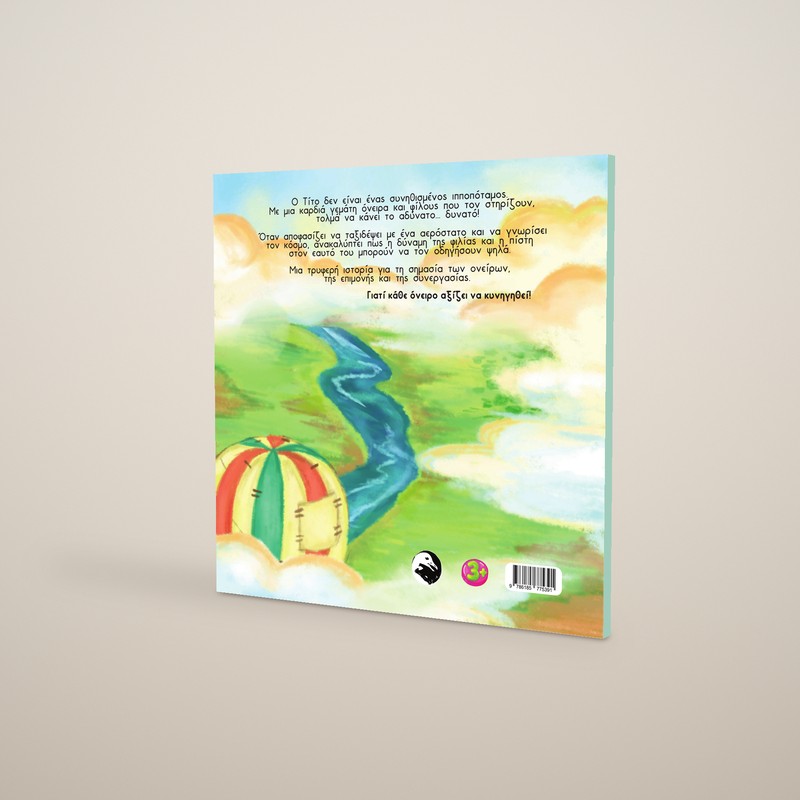 Ο Τίτο δεν είναι ένας συνηθισμένος ιπποπόταμος.
Με μια καρδιά γεμάτη όνειρα και φίλους που τον στηρίζουν,
τολμά να κάνει το αδύνατο... δυνατό!
Όταν αποφασίζει να ταξιδέψει με ένα αερόστατο και να γνωρίσει
τον κόσμο, ανακαλύπτει πως η δύναμη της φιλίας και η πίστη
στον εαυτό του μπορούν να τον οδηγήσουν ψηλά.
Μια τρυφερή ιστορία για τη σημασία των ονείρων,
της επιμονής και της συνεργασίας.
Γιατί κάθε όνειρο αξίζει να κυνηγηθεί!
3+
9 786185 775391